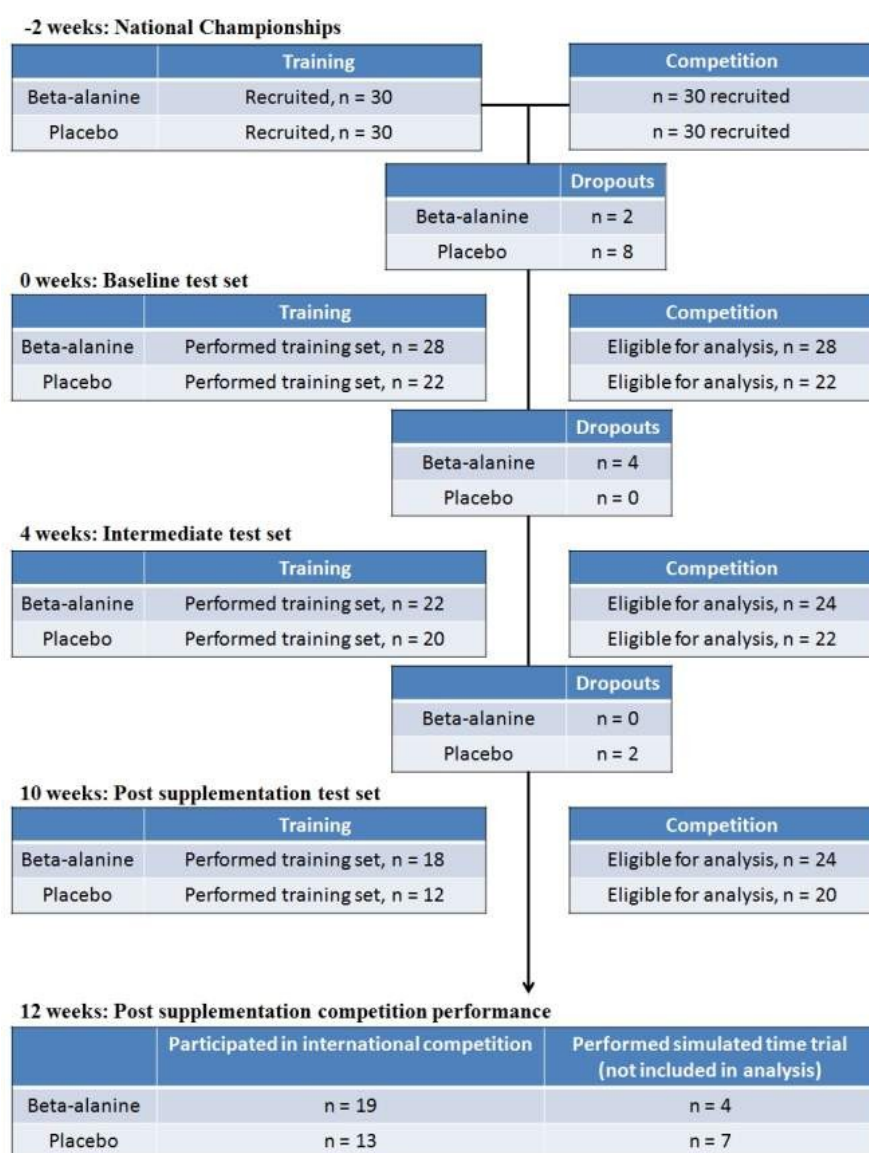 -2 weeks: National Championships
Training Competition
Beta-alanine Recruited, n = 30 n = 30 recruited
Placebo Recruited, n = 30 n = 30 recruited
Dropouts
Beta-alanine n = 2
Placebo n = 8
0 weeks: Baseline test set
Training Competition
Beta-alanine Performed training set, n = 28 Eligible for analysis, n = 28
Placebo Performed training set, n = 22 Eligible for analysis, n = 22
Dropouts
Beta-alanine n = 4
Placebo n = 0
4 weeks: Intermediate test set
Training Competition
Beta-alanine Performed training set, n = 22 Eligible for analysis, n = 24
Placebo Performed training set, n = 20 Eligible for analysis, n = 22
Dropouts
Beta-alanine n = 0
Placebo n = 2
10 weeks: Post supplementation test set
Training Competition
Beta-alanine Performed training set, n = 18 Eligible for analysis, n = 24
Placebo Performed training set, n = 12 Eligible for analysis, n = 20
12 weeks: Post supplementation competition performance
Participated in international competition Performed simulated time trial
(not included in analysis)
Beta-alanine n = 19 n = 4
Placebo n = 13 n = 7